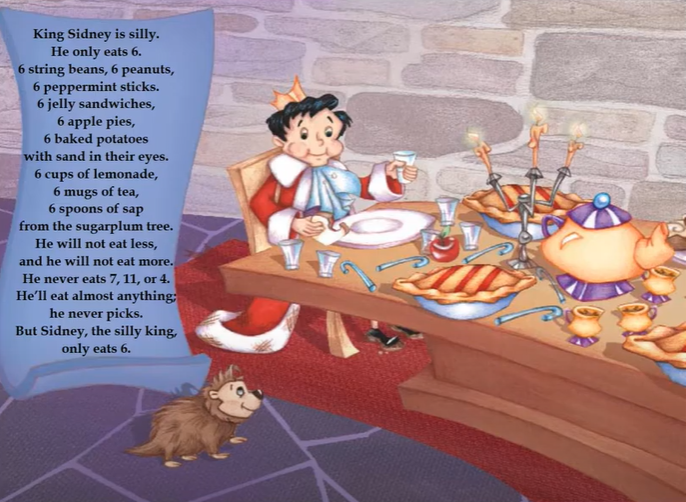 King Sidney is silly.
He only eats 6.
6 string beans, 6 peanuts,
6 peppermint sticks.
6 jelly sandwiches,
6 apple pies,
6 baked potatoes
with sand in their eyes.
6 cups of lemonade,
6 mugs of tea,
6 spoons of sap
from the sugarplum tree.
He will not eat less,
and he will not eat more.
He never eats 7, 11, or 4.
He'll eat almost anything;
he never picks.
But Sidney, the silly king,
only eats 6.